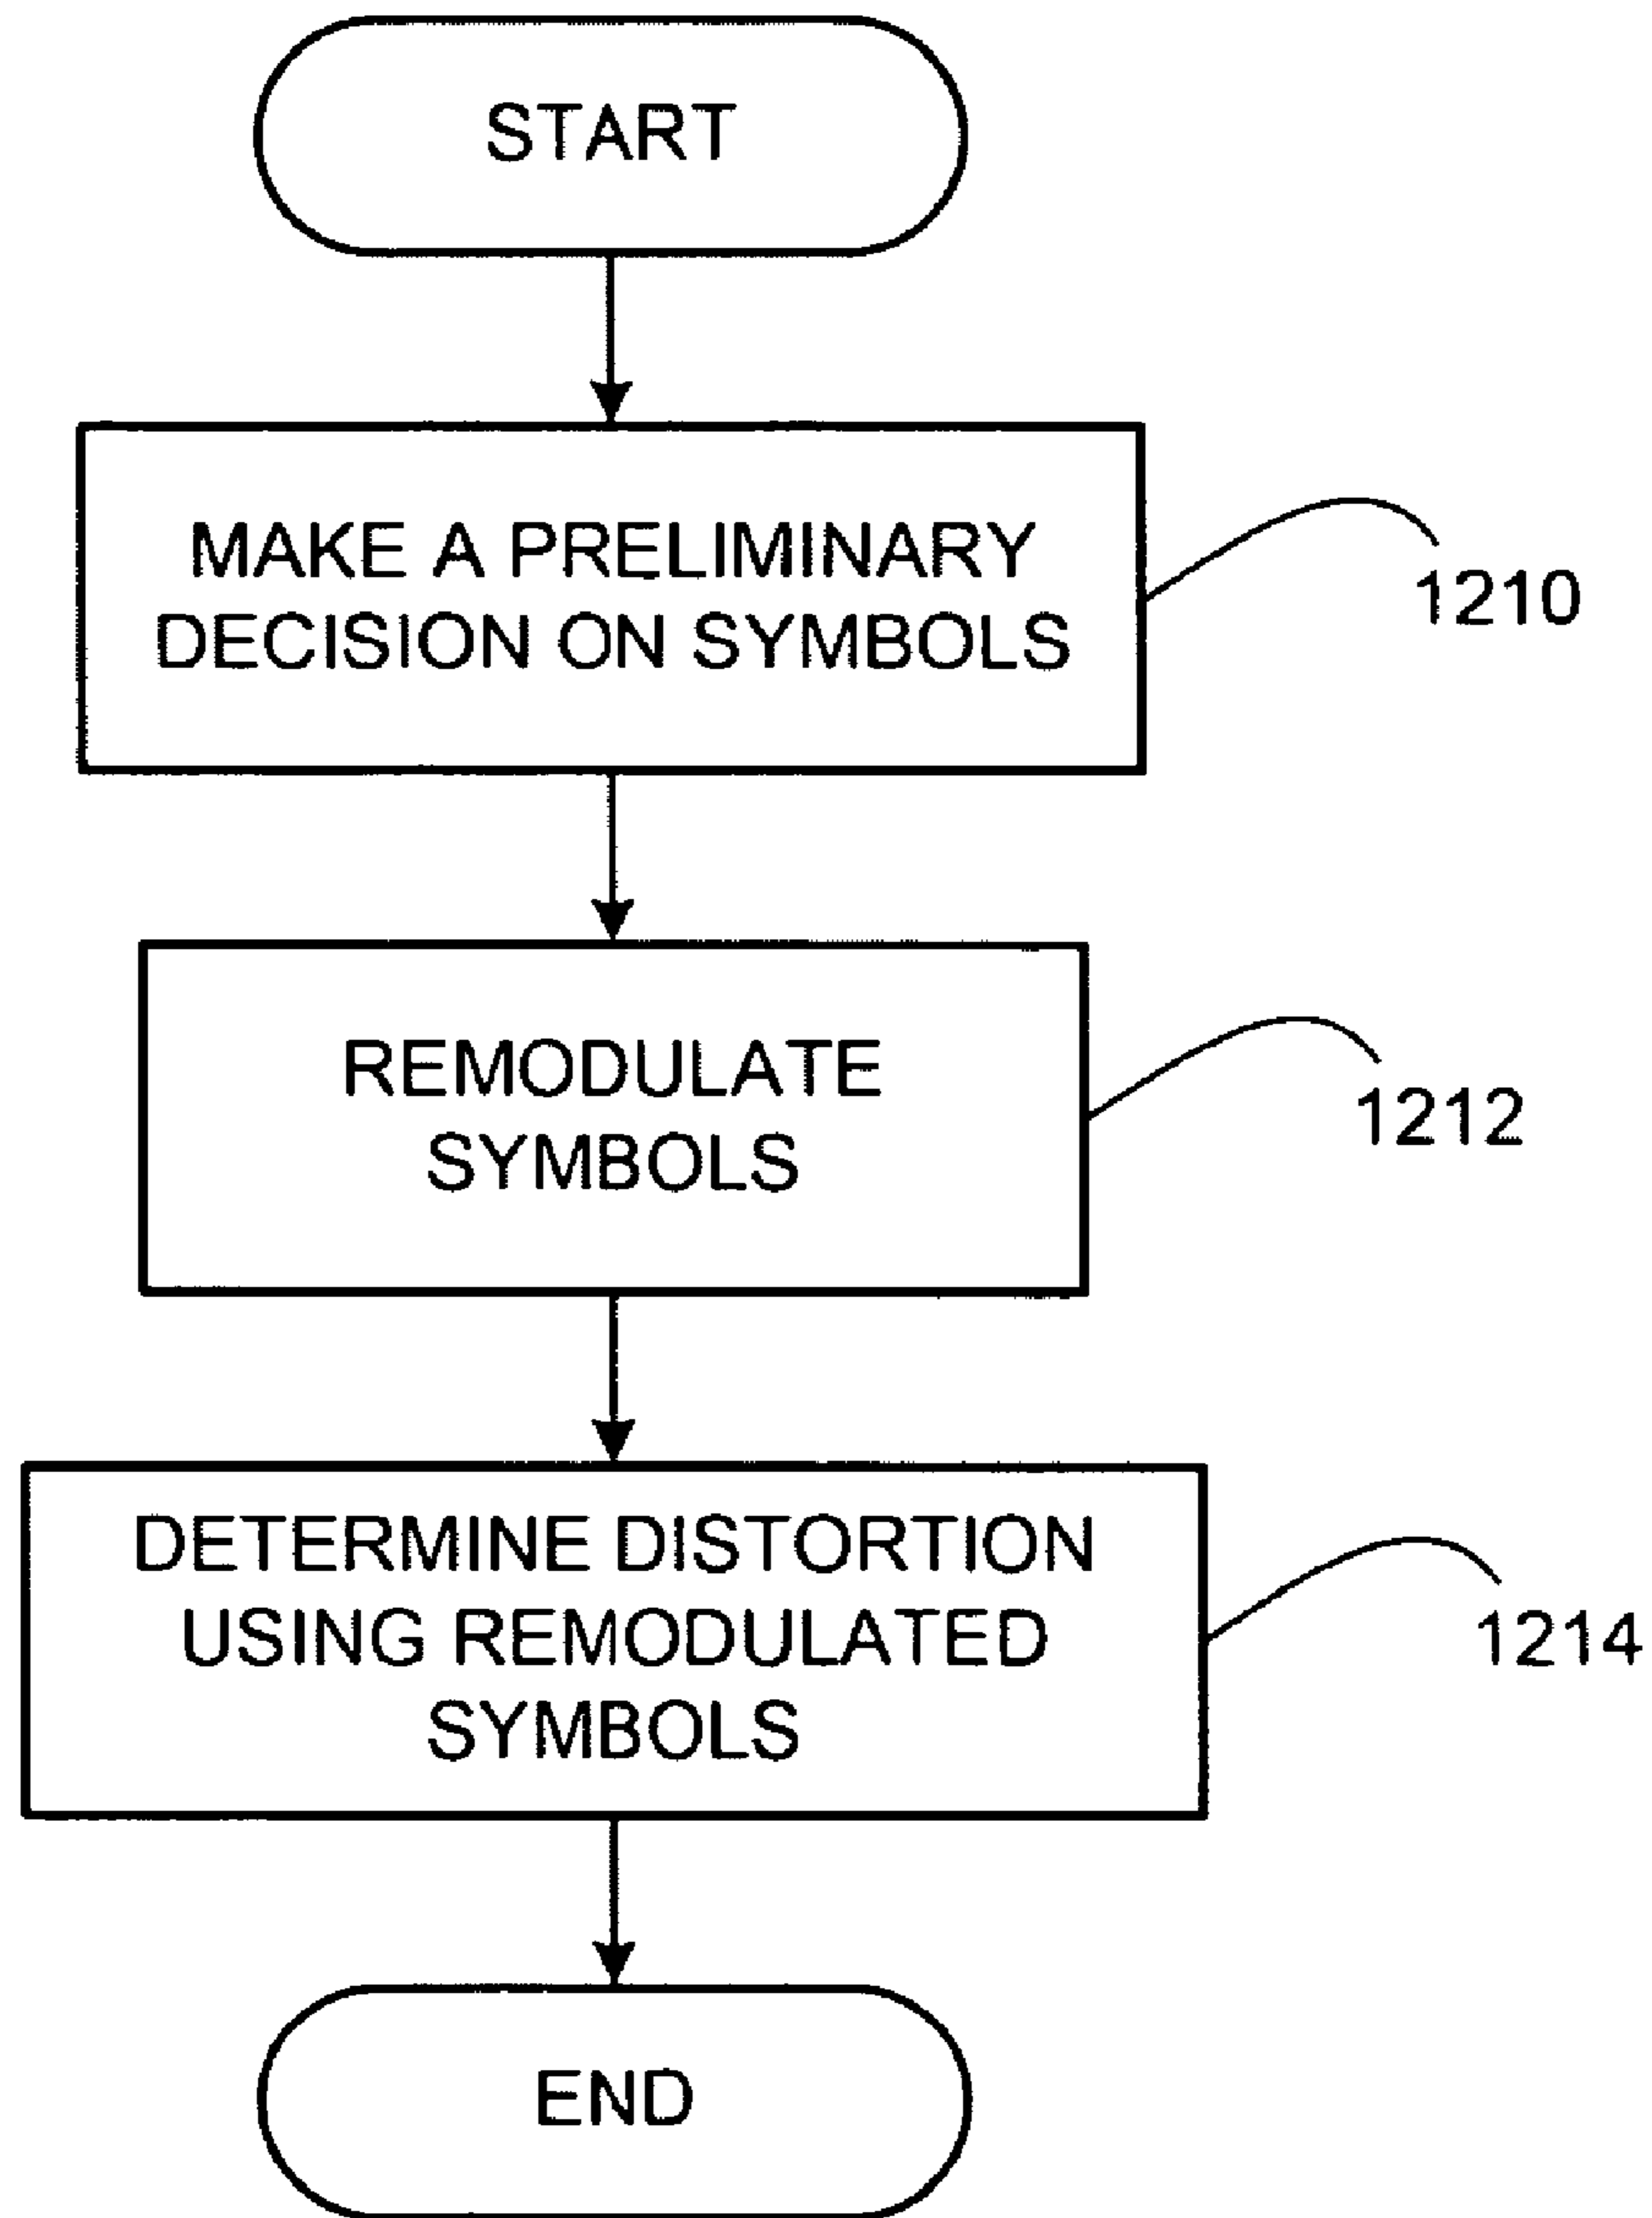 START
MAKE A PRELIMINARY
DECISION ON SYMBOLS
1210
REMODULATE
SYMBOLS
1212
DETERMINE DISTORTION
USING REMODULATED
SYMBOLS
1214
END